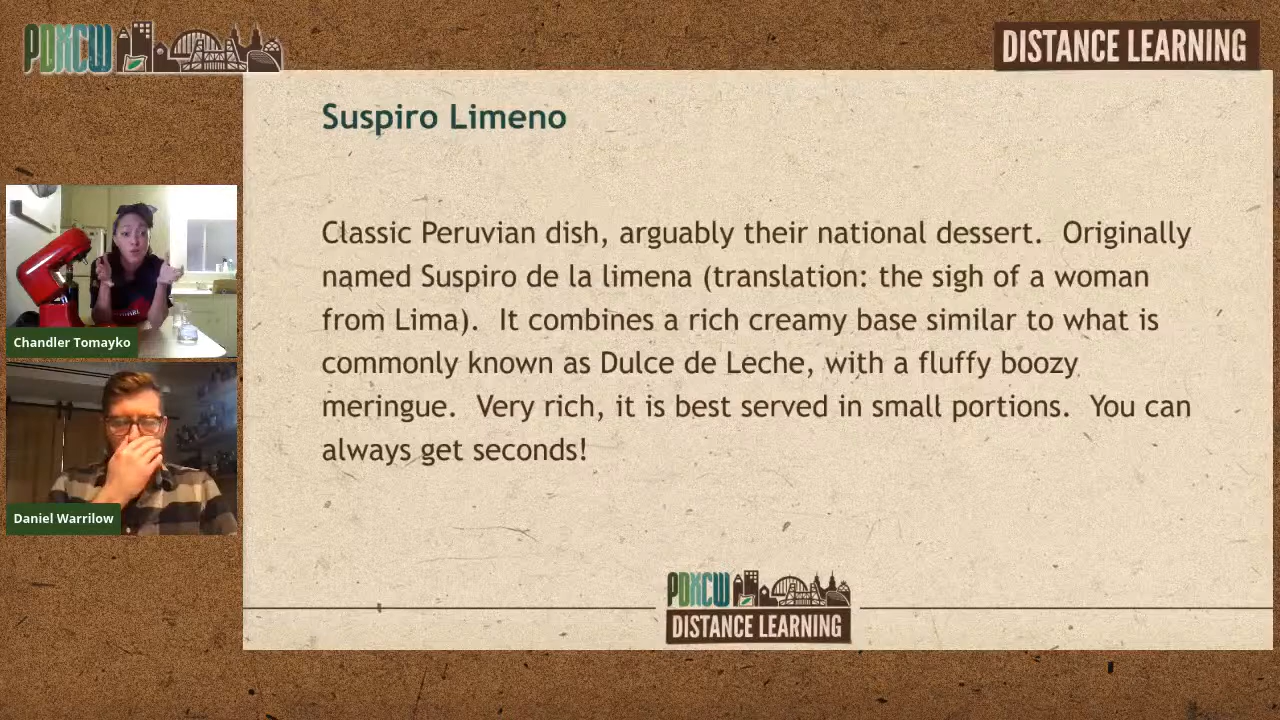 PDXCW
DISTANCE LEARNING
Suspiro Limeno
Classic Peruvian dish, arguably their national dessert. Originally
named Suspiro de la limena (translation: the sigh of a woman
from Lima). It combines a rich creamy base similar to what is
commonly known as Dulce de Leche, with a fluffy boozy
meringue. Very rich, it is best served in small portions. You can
always get seconds!
Chandler Tomayko
Daniel Warrilow
PDXCW
DISTANCE LEARNING